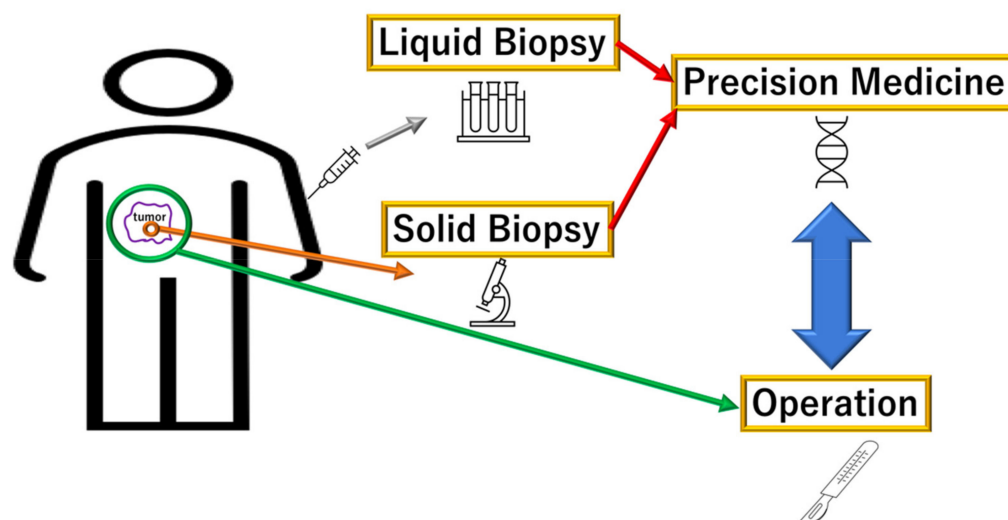 Liquid Biopsy
Precision Medicine
tumor
Solid Biopsy
Operation